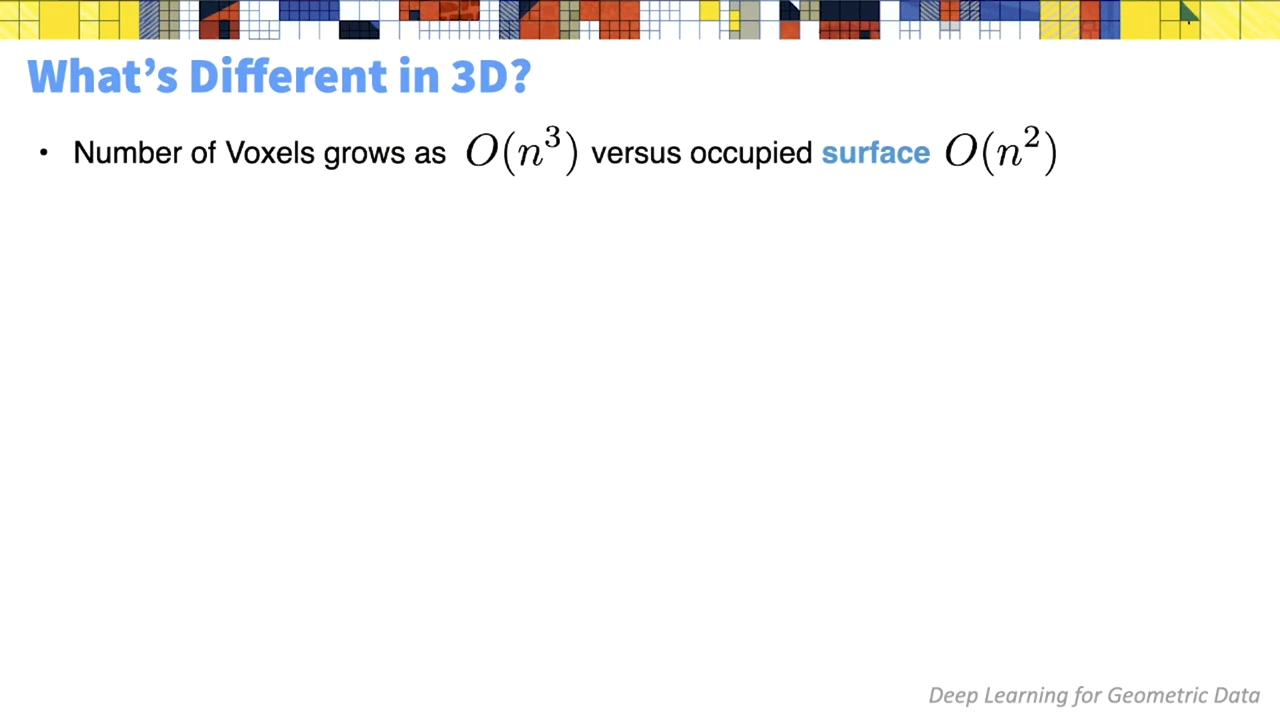 What’s Different in 3D?
• Number of Voxels grows as O(n³) versus occupied surface O(n²)
Deep Learning for Geometric Data